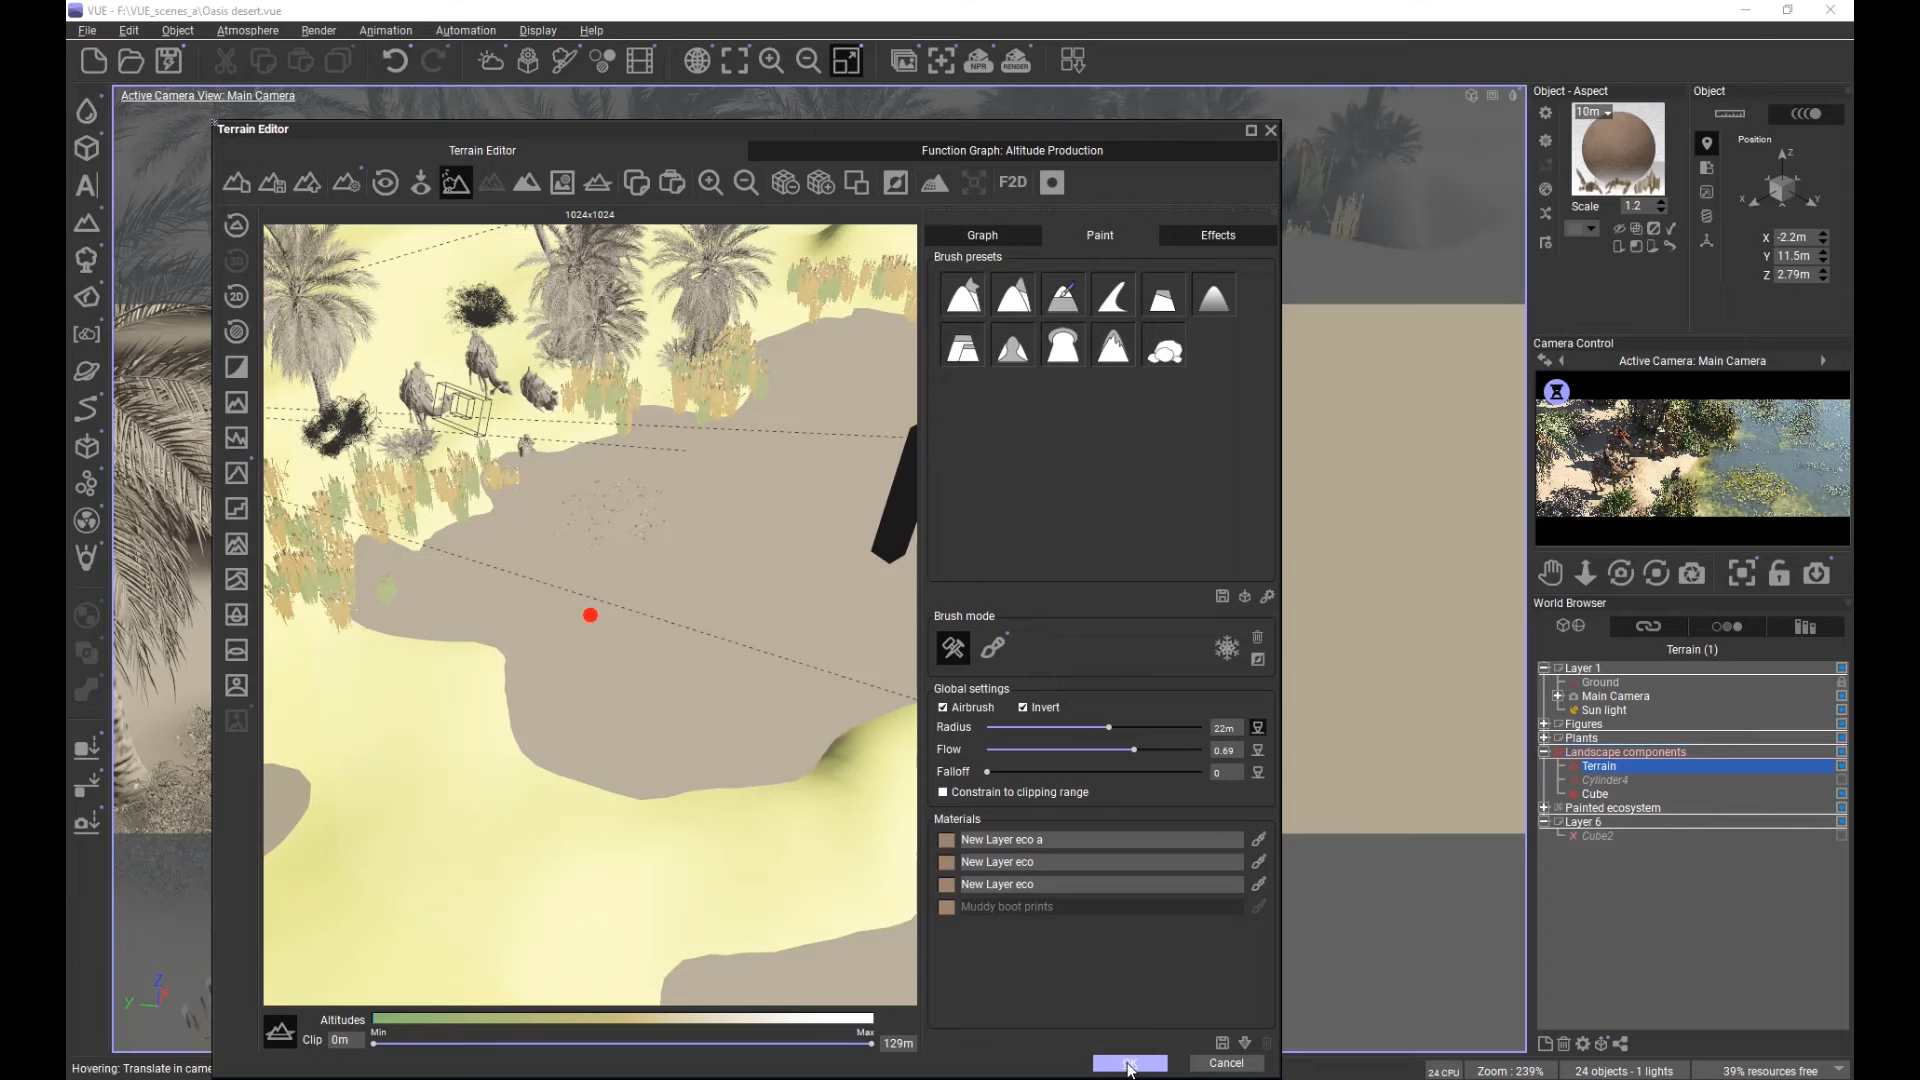 VUE - F:\VUE_scenes_a\Oasis desert.vue
File Edit Object Atmosphere Render Animation Automation Display Help
NPR RENDER
Active Camera View: Main Camera
Terrain Editor
Terrain Editor Function Graph: Altitude Production
F2D
1024x1024
Graph Paint Effects
Brush presets
Brush mode
Global settings
Airbrush Invert
Radius 22m
Flow 0.69
Falloff 0
Constrain to clipping range
Materials
New Layer eco a
New Layer eco
New Layer eco
Muddy boot prints
Altitudes Min Max
Clip 0m 129m
OK Cancel
3D
2D
Z
Y X
Hovering: Translate in came
Object - Aspect
10m
Scale 1.2
Object
Position
Z
X Y
X -2.2m
Y 11.5m
Z 2.79m
Camera Control
Active Camera: Main Camera
World Browser
Terrain (1)
Layer 1
Ground
Main Camera
Sun light
Figures
Plants
Landscape components
Terrain
Cylinder4
Cube
Painted ecosystem
Layer 6
Cube2
24 CPU Zoom : 239% 24 objects - 1 lights 39% resources free